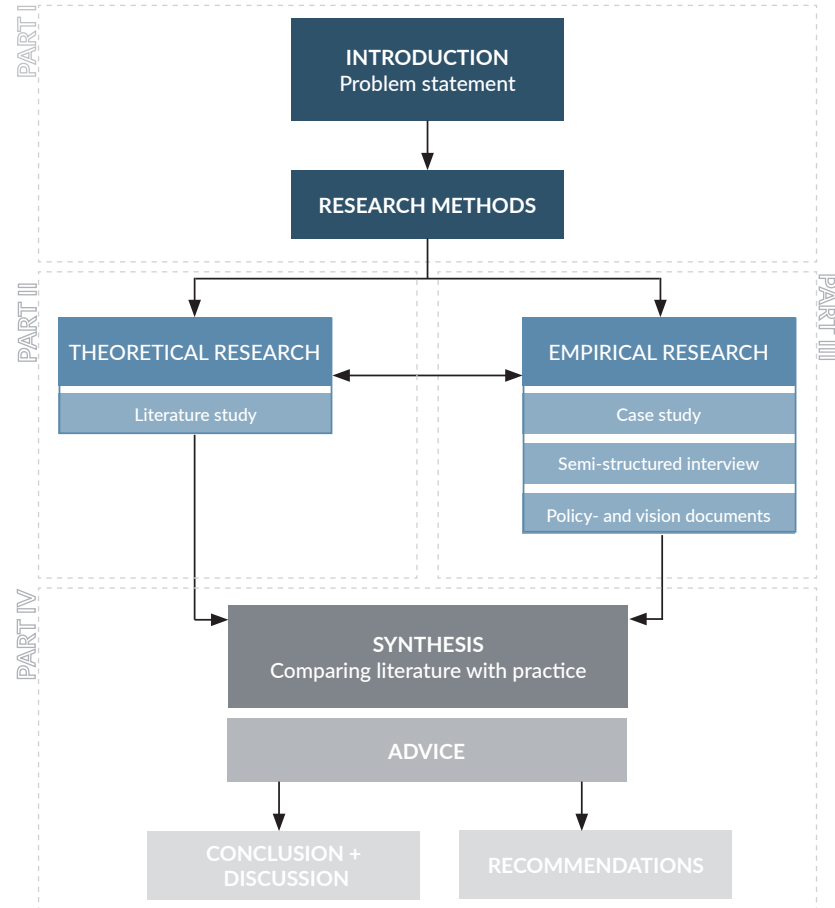 PART I
INTRODUCTION
Problem statement
RESEARCH METHODS
PART II
PART III
THEORETICAL RESEARCH
EMPIRICAL RESEARCH
Literature study
Case study
Semi-structured interview
Policy- and vision documents
PART IV
SYNTHESIS
Comparing literature with practice
ADVICE
CONCLUSION +
DISCUSSION
RECOMMENDATIONS